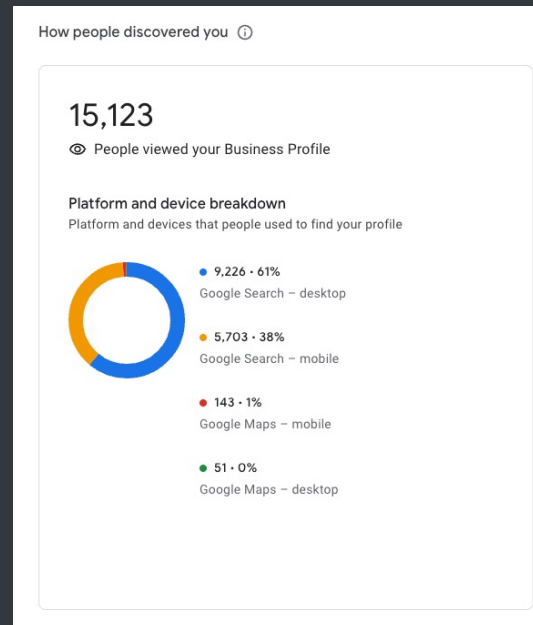 How people discovered you
15,123
People viewed your Business Profile
Platform and device breakdown
Platform and devices that people used to find your profile
9,226 • 61%
Google Search – desktop
5,703 • 38%
Google Search – mobile
143 • 1%
Google Maps – mobile
51 • 0%
Google Maps – desktop